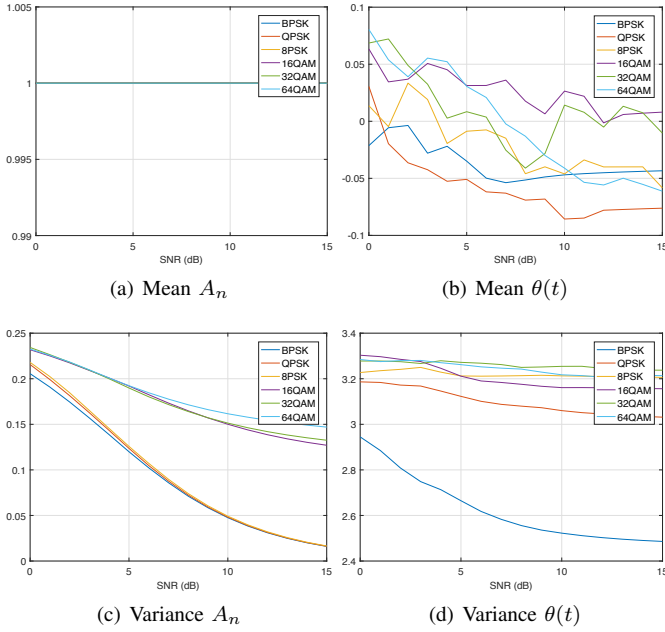 1.005
1
0.995
0.99
0
5
10
15
SNR (dB)
BPSK
QPSK
8PSK
16QAM
32QAM
64QAM
(a) Mean Aₙ
0.1
0.05
0
-0.05
-0.1
0
5
10
15
SNR (dB)
BPSK
QPSK
8PSK
16QAM
32QAM
64QAM
(b) Mean θ(t)
0.25
0.2
0.15
0.1
0.05
0
0
5
10
15
SNR (dB)
BPSK
QPSK
8PSK
16QAM
32QAM
64QAM
(c) Variance Aₙ
3.4
3.2
3
2.8
2.6
2.4
0
5
10
15
SNR (dB)
BPSK
QPSK
8PSK
16QAM
32QAM
64QAM
(d) Variance θ(t)